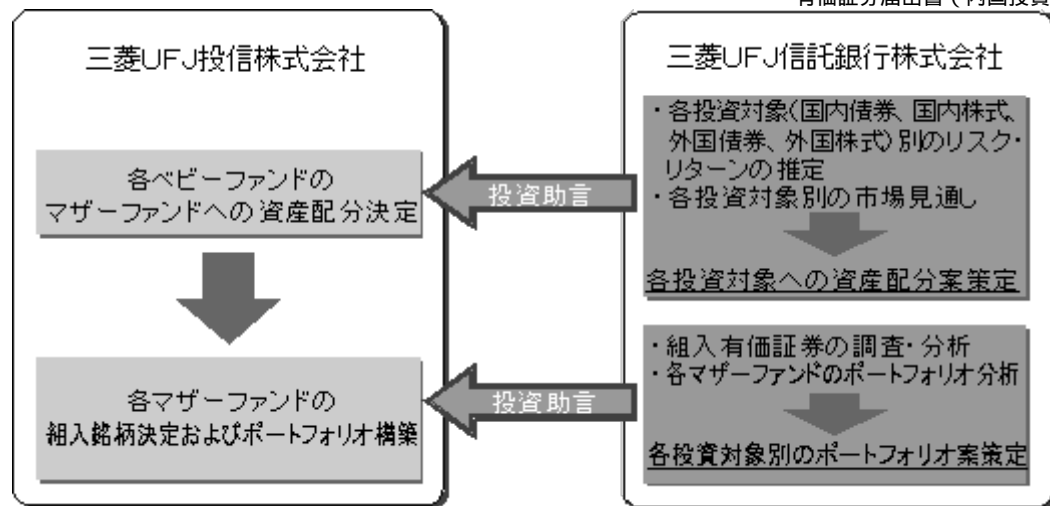 有価証券届出書（内国投資
三菱UFJ投信株式会社
各ベビーファンドの
マザーファンドへの資産配分決定
各マザーファンドの
組入銘柄決定およびポートフォリオ構築
投資助言
投資助言
三菱UFJ信託銀行株式会社
・各投資対象(国内債券、国内株式、
外国債券、外国株式)別のリスク・
リターンの推定
・各投資対象別の市場見通し
各投資対象への資産配分案策定
・組入有価証券の調査・分析
・各マザーファンドのポートフォリオ分析
各投資対象別のポートフォリオ案策定